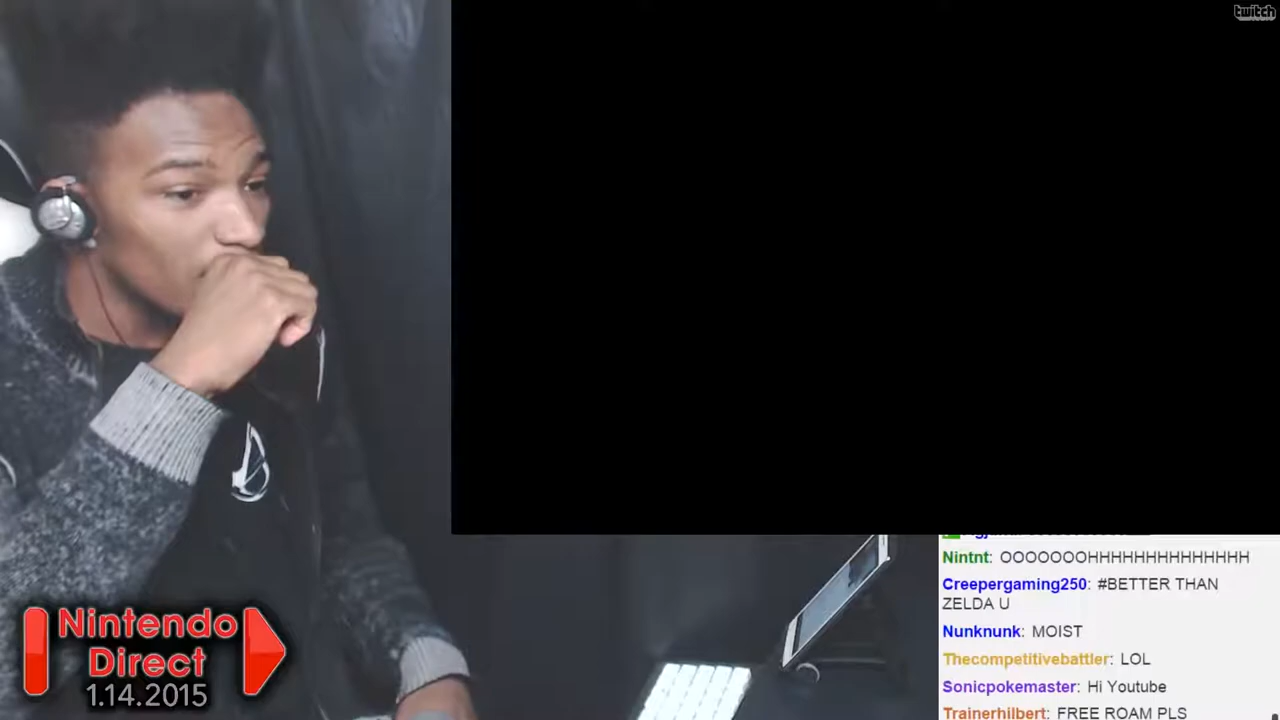 twitch
Nintnt: OOOOOOOHHHHHHHHHHHHHH
Creepergaming250: #BETTER THAN
ZELDA U
Nunknunk: MOIST
Thecompetitivebattler: LOL
Sonicpokemaster: Hi Youtube
Trainerhilbert: FREE ROAM PLS
Nintendo
Direct
1.14.2015